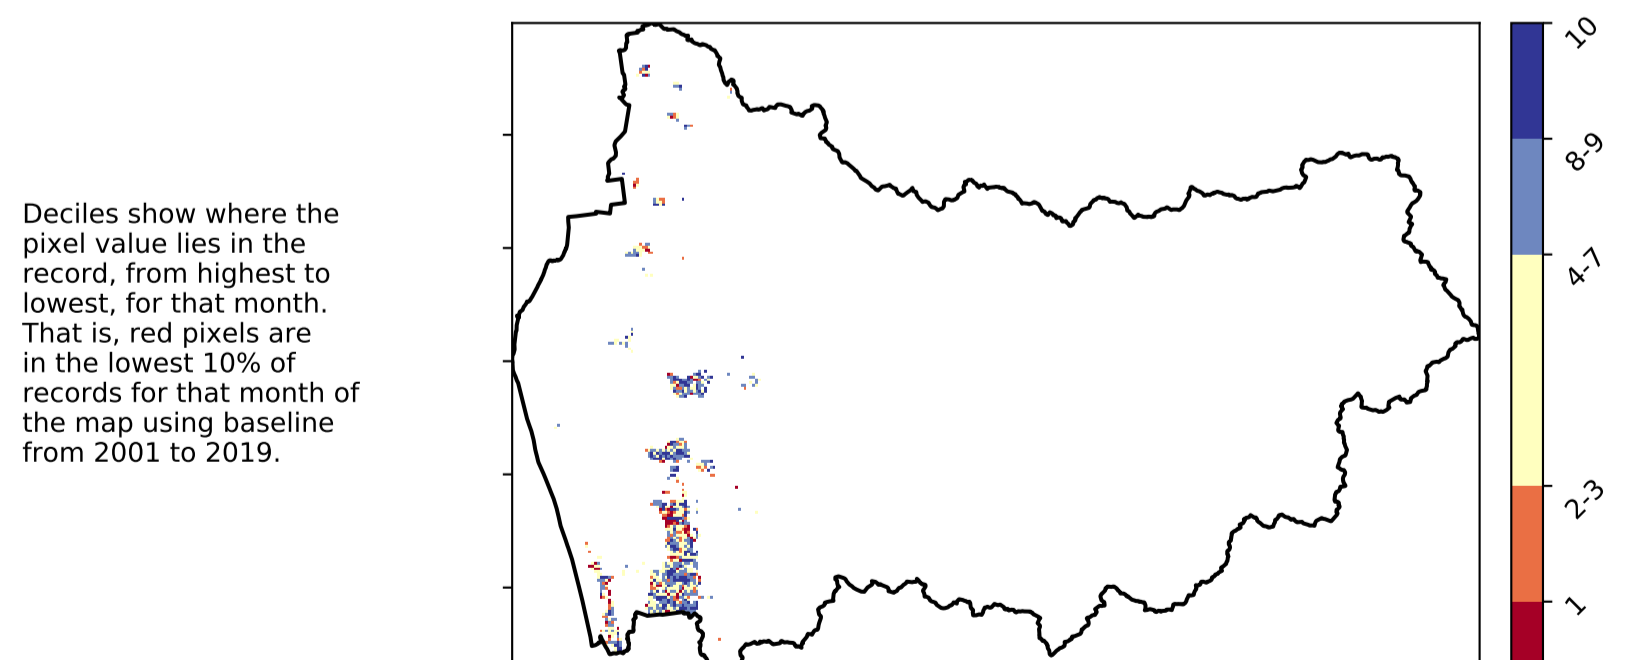 Deciles show where the
pixel value lies in the
record, from highest to
lowest, for that month.
That is, red pixels are
in the lowest 10% of
records for that month of
the map using baseline
from 2001 to 2019.
10
8-9
4-7
2-3
1